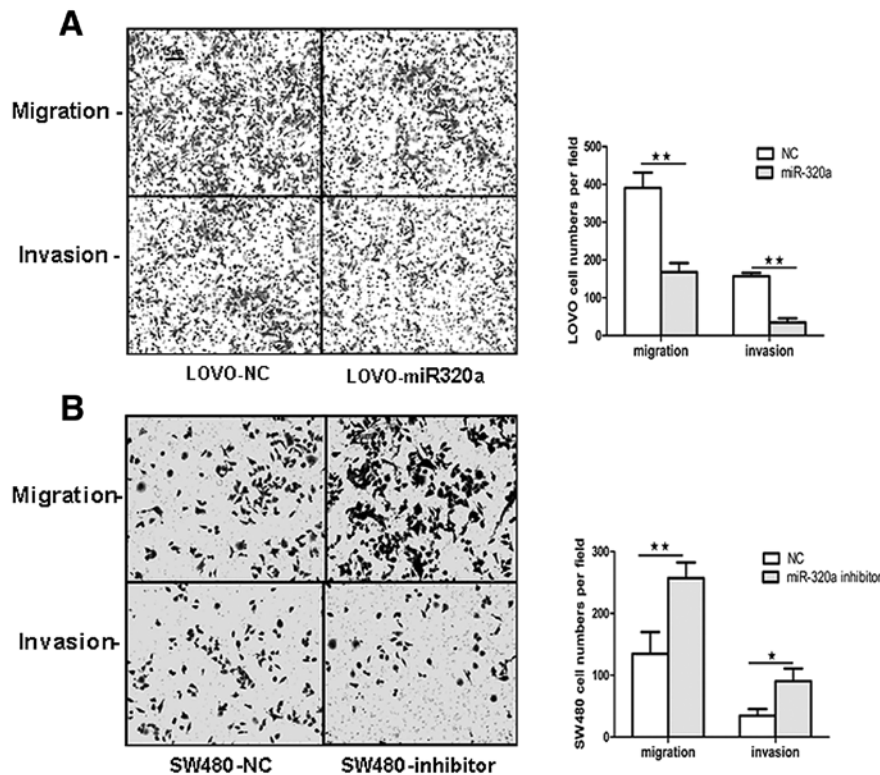 A
Migration -
Invasion -
LOVO-NC
LOVO-miR320a
LOVO cell numbers per field
500
400
300
200
100
0
★★
★★
NC
miR-320a
migration
invasion
B
Migration-
Invasion-
SW480-NC
SW480-inhibitor
SW480 cell numbers per field
300
200
100
0
★★
★
NC
miR-320a inhibitor
migration
invasion